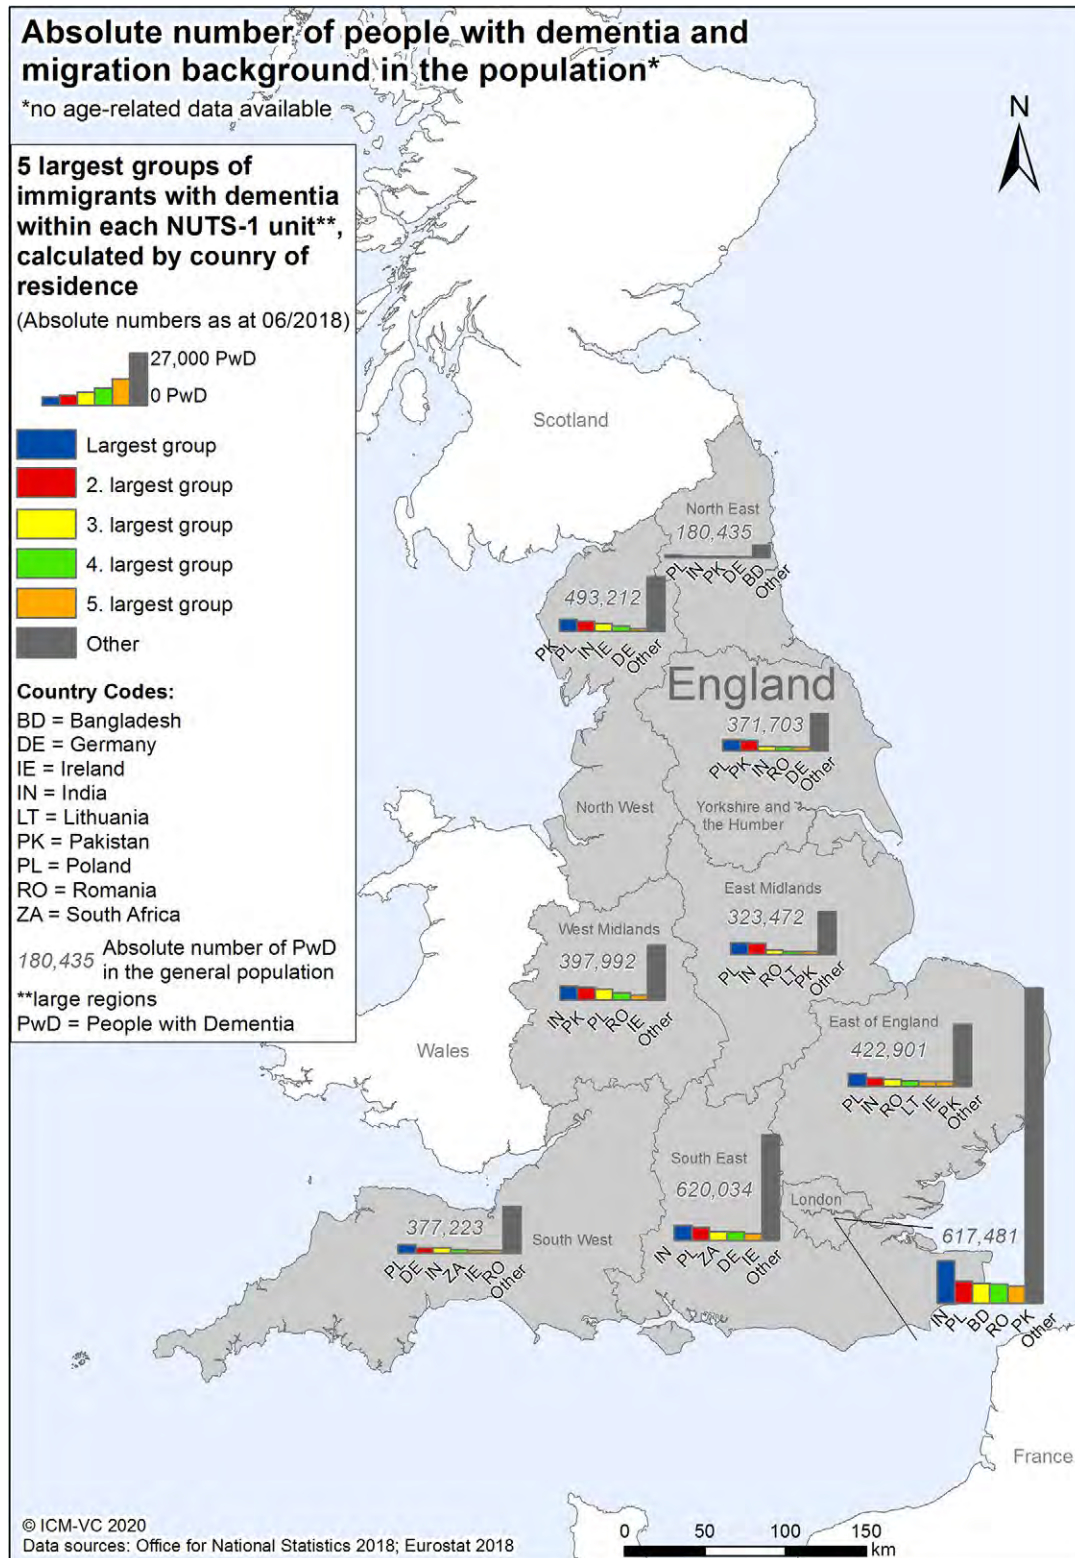 Absolute number of people with dementia and
migration background in the population*
*no age-related data available
N
5 largest groups of
immigrants with dementia
within each NUTS-1 unit**,
calculated by counry of
residence
(Absolute numbers as at 06/2018)
27,000 PwD
0 PwD
Largest group
2. largest group
3. largest group
4. largest group
5. largest group
Other
Country Codes:
BD = Bangladesh
DE = Germany
IE = Ireland
IN = India
LT = Lithuania
PK = Pakistan
PL = Poland
RO = Romania
ZA = South Africa
180,435 Absolute number of PwD
in the general population
**large regions
PwD = People with Dementia
Scotland
North East
180,435
PL IN PK DE BD Other
493,212
PK PL IN IE DE Other
England
371,703
PL PK IN RO DE Other
North West
Yorkshire and
the Humber
East Midlands
323,472
PL IN RO LT PK Other
West Midlands
397,992
IN PK PL RO IE Other
Wales
East of England
422,901
PL IN RO LT IE PK Other
South East
620,034
IN PL ZA DE IE Other
London
617,481
IN PL BD RO PK Other
377,223
PL DE IN ZA IE RO Other
South West
France
© ICM-VC 2020
Data sources: Office for National Statistics 2018; Eurostat 2018
0 50 100 150
km